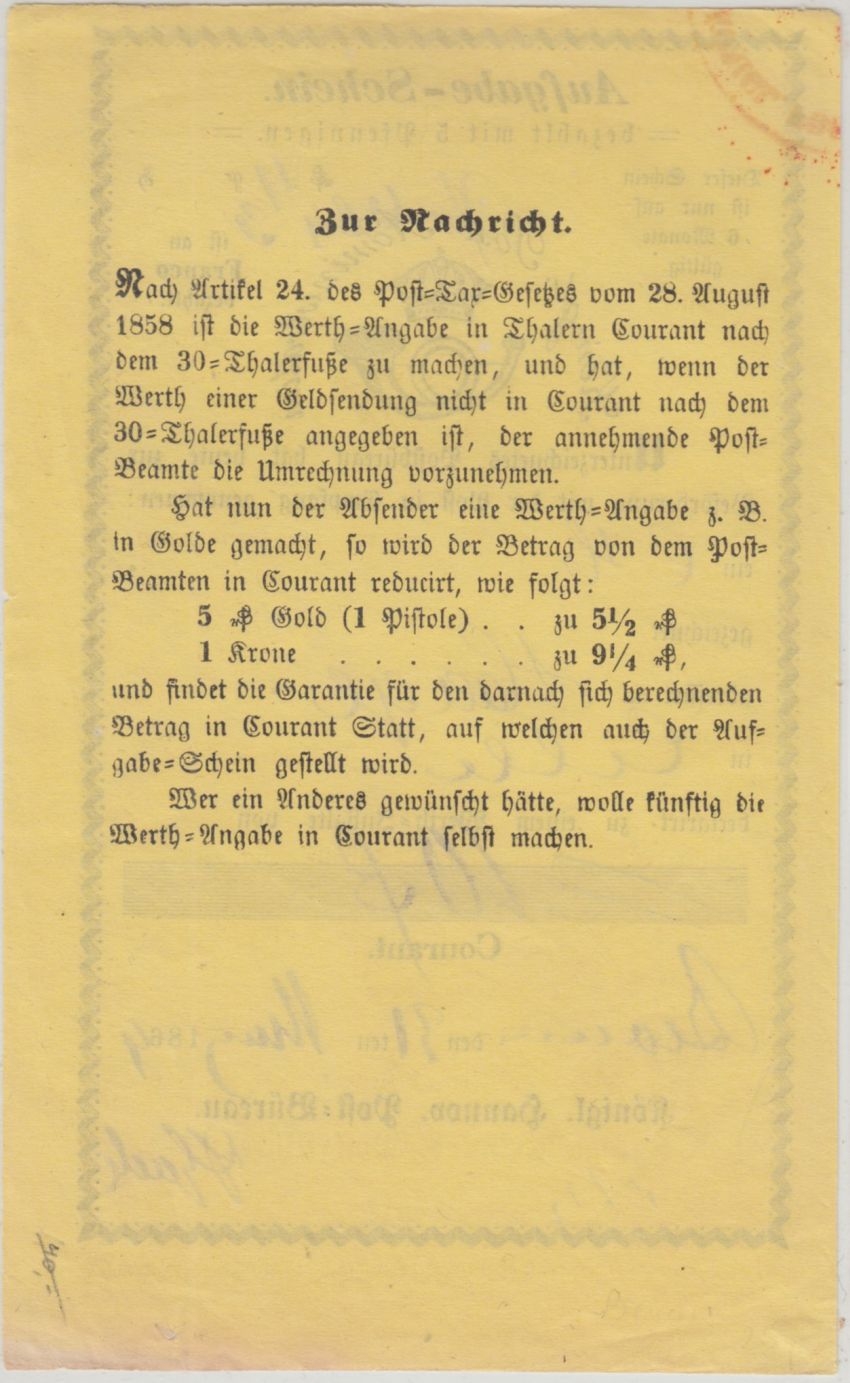 Zur Nachricht.
Nach Artikel 24. des Post=Tax=Gesetzes vom 28. August
1858 ist die Werth=Angabe in Thalern Courant nach
dem 30=Thalerfuße zu machen, und hat, wenn der
Werth einer Geldsendung nicht in Courant nach dem
30=Thalerfuße angegeben ist, der annehmende Post=
Beamte die Umrechnung vorzunehmen.
Hat nun der Absender eine Werth=Angabe z. B.
in Golde gemacht, so wird der Betrag von dem Post=
Beamten in Courant reducirt, wie folgt:
5 ₰ Gold (1 Pistole) . . zu 5½ ₰
1 Krone . . . . . . zu 9¼ ₰,
und findet die Garantie für den darnach sich berechnenden
Betrag in Courant Statt, auf welchen auch der Auf=
gabe=Schein gestellt wird.
Wer ein Anderes gewünscht hätte, wolle künftig die
Werth=Angabe in Courant selbst machen.